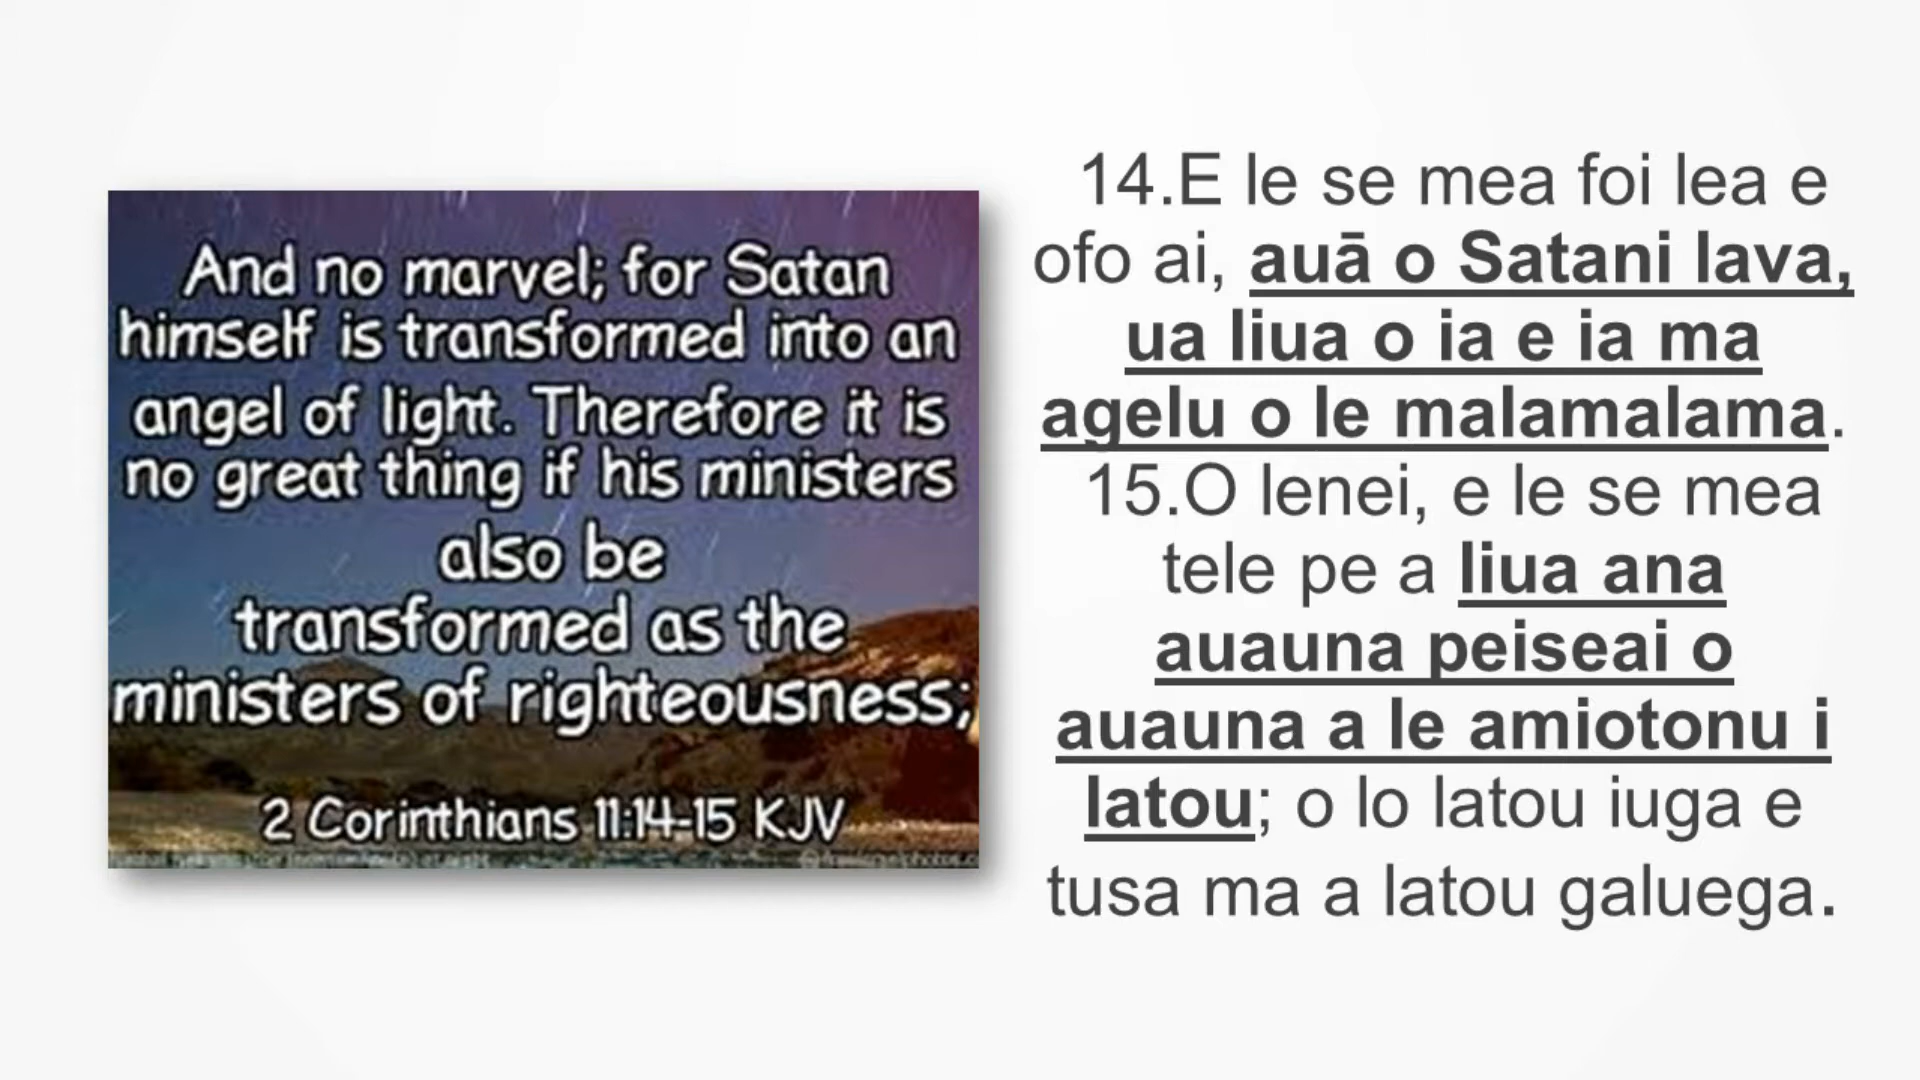 And no marvel; for Satan
himself is transformed into an
angel of light. Therefore it is
no great thing if his ministers
also be
transformed as the
ministers of righteousness;
2 Corinthians 11:14-15 KJV
14.E le se mea foi lea e
ofo ai, auā o Satani lava,
ua liua o ia e ia ma
agelu o le malamalama.
15.O lenei, e le se mea
tele pe a liua ana
auauna peiseai o
auauna a le amiotonu i
latou; o lo latou iuga e
tusa ma a latou galuega.